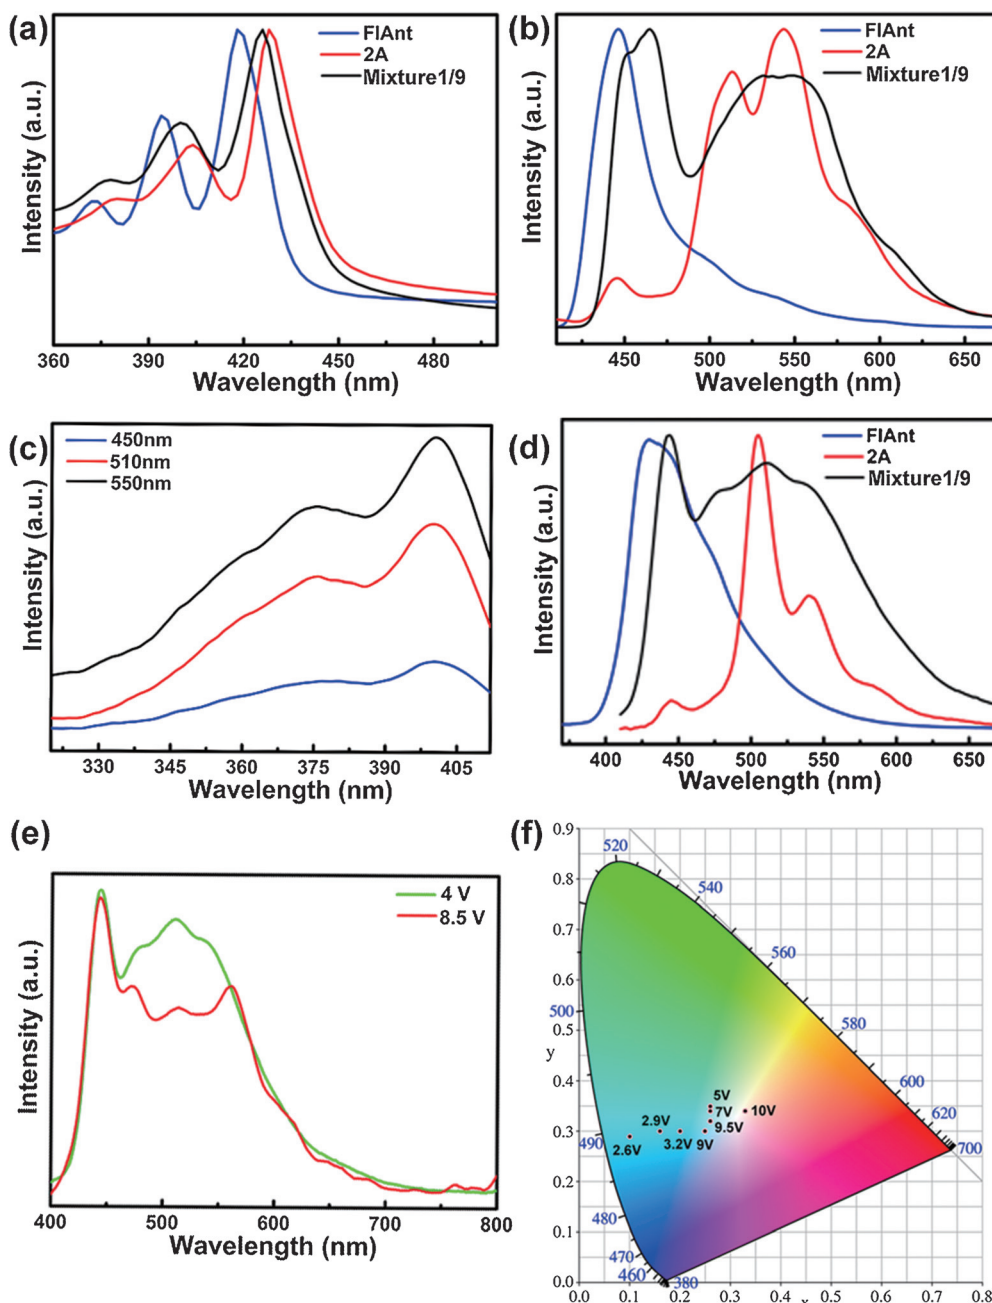 (a)
FlAnt
2A
Mixture1/9
Intensity (a.u.)
360 390 420 450 480
Wavelength (nm)
(b)
FlAnt
2A
Mixture1/9
Intensity (a.u.)
450 500 550 600 650
Wavelength (nm)
(c)
450nm
510nm
550nm
Intensity (a.u.)
330 345 360 375 390 405
Wavelength (nm)
(d)
FlAnt
2A
Mixture1/9
Intensity (a.u.)
400 450 500 550 600 650
Wavelength (nm)
(e)
4 V
8.5 V
Intensity (a.u.)
400 500 600 700 800
Wavelength (nm)
(f)
0.9
0.8
0.7
0.6
0.5
y
0.4
0.3
0.2
0.1
0.0
520
540
560
500
580
600
620
700
490
480
470
460
380
5V
7V
10V
9.5V
2.9V
2.6V
3.2V
9V
0.0 0.1 0.2 0.3 0.4 0.5 0.6 0.7 0.8
x